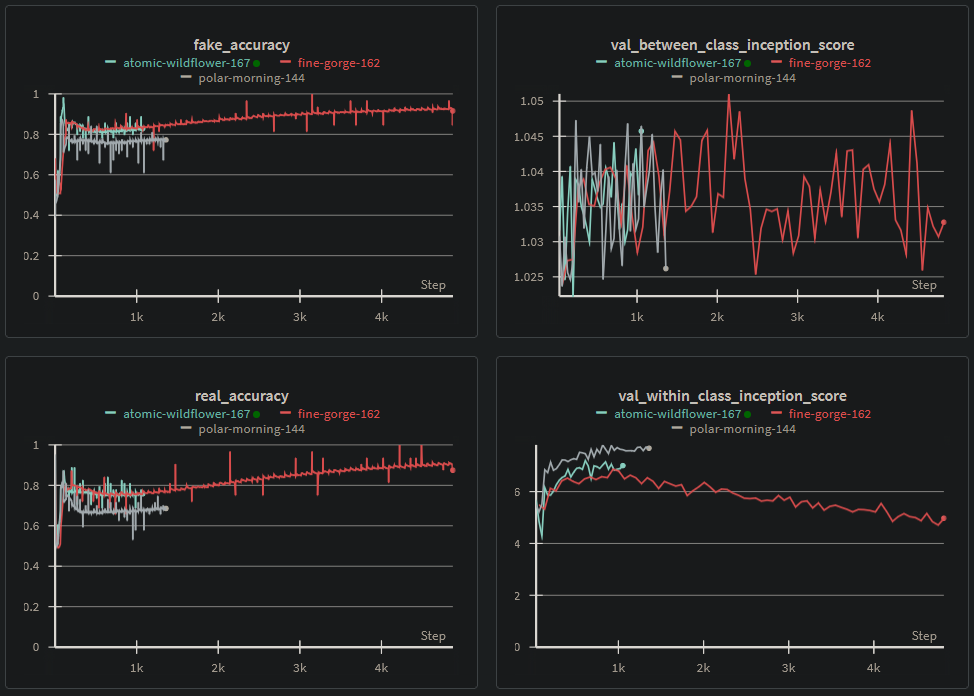 fake_accuracy
atomic-wildflower-167 fine-gorge-162
polar-morning-144
1
0.8
0.6
0.4
0.2
0
Step
1k 2k 3k 4k
val_between_class_inception_score
atomic-wildflower-167 fine-gorge-162
polar-morning-144
1.05
1.045
1.04
1.035
1.03
1.025
Step
1k 2k 3k 4k
real_accuracy
atomic-wildflower-167 fine-gorge-162
polar-morning-144
1
0.8
0.6
0.4
0.2
0
Step
1k 2k 3k 4k
val_within_class_inception_score
atomic-wildflower-167 fine-gorge-162
polar-morning-144
6
4
2
0
Step
1k 2k 3k 4k